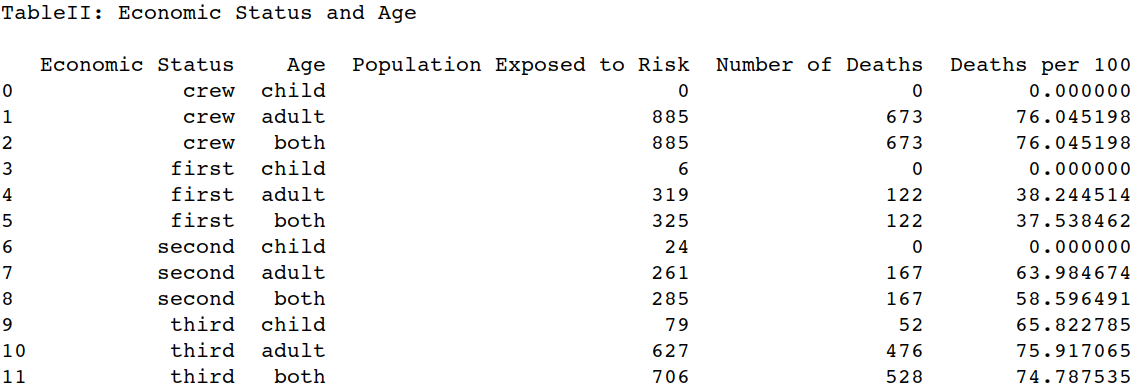 TableII: Economic Status and Age
Economic Status Age Population Exposed to Risk Number of Deaths Deaths per 100
0 crew child 0 0 0.000000
1 crew adult 885 673 76.045198
2 crew both 885 673 76.045198
3 first child 6 0 0.000000
4 first adult 319 122 38.244514
5 first both 325 122 37.538462
6 second child 24 0 0.000000
7 second adult 261 167 63.984674
8 second both 285 167 58.596491
9 third child 79 52 65.822785
10 third adult 627 476 75.917065
11 third both 706 528 74.787535